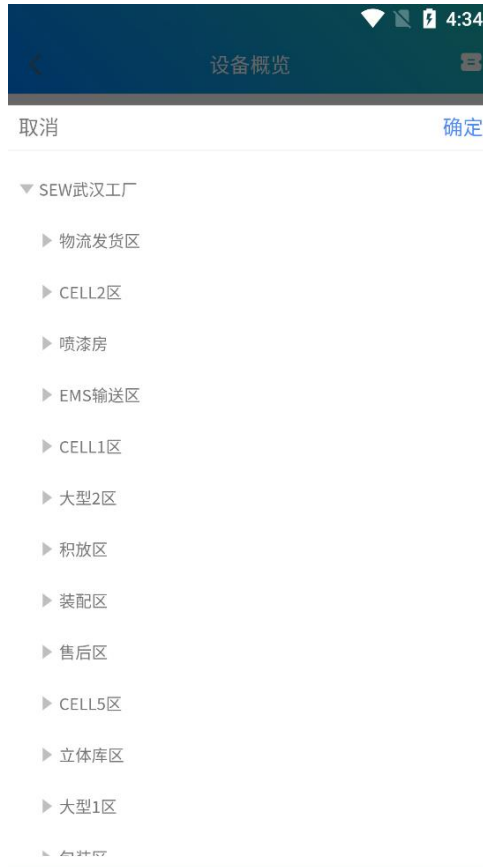 4:34
设备概览
取消 确定
SEW武汉工厂
物流发货区
CELL2区
喷漆房
EMS输送区
CELL1区
大型2区
积放区
装配区
售后区
CELL5区
立体库区
大型1区